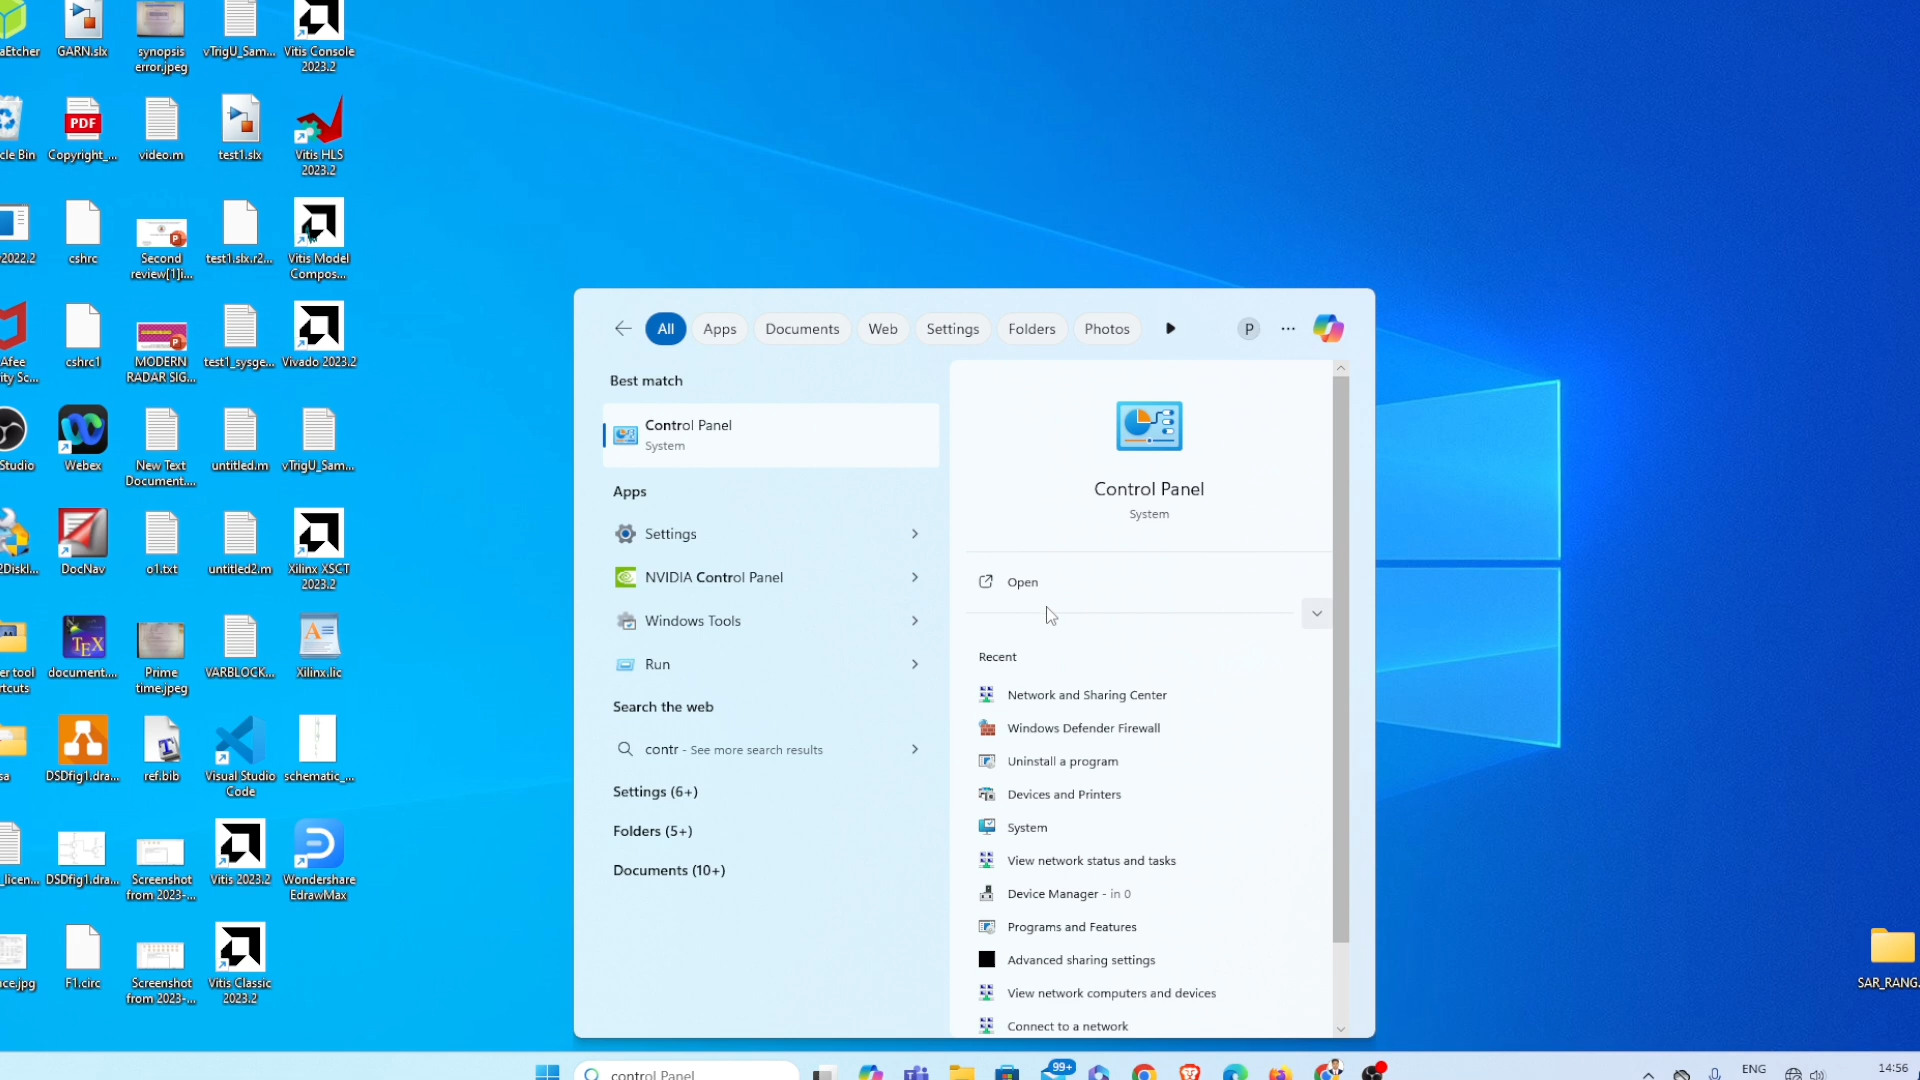 aEtcher
GARN.slx
synopsis
error.jpeg
vTrigU_Sam...
Vitis Console
2023.2
cle Bin
PDF
Copyright_...
video.m
test1.slx
Vitis HLS
2023.2
2022.2
cshrc
Second
review[1]i...
test1.slx.r2...
Vitis Model
Compos...
Afee
ity Sc...
cshrc1
MODERN
RADAR SIG...
test1_sysge...
Vivado 2023.2
Studio
Webex
New Text
Document....
untitled.m
vTrigU_Sam...
2DiskI...
DocNav
o1.txt
untitled2.m
Xilinx XSCT
2023.2
er tool
rtcuts
TEX
document....
Prime
time.jpeg
VARBLOCK...
Xilinx.lic
sa
DSDfig1.dra...
ref.bib
Visual Studio
Code
schematic_...
_licen...
DSDfig1.dra...
Screenshot
from 2023-...
Vitis 2023.2
Wondershare
EdrawMax
ce.jpg
F1.circ
Screenshot
from 2023-...
Vitis Classic
2023.2
All
Apps
Documents
Web
Settings
Folders
Photos
P
Best match
Control Panel
System
Apps
Settings
NVIDIA Control Panel
Windows Tools
Run
Search the web
contr - See more search results
Settings (6+)
Folders (5+)
Documents (10+)
Control Panel
System
Open
Recent
Network and Sharing Center
Windows Defender Firewall
Uninstall a program
Devices and Printers
System
View network status and tasks
Device Manager - in 0
Programs and Features
Advanced sharing settings
View network computers and devices
Connect to a network
SAR_RANG.
control Panel
99+
ENG
14:56